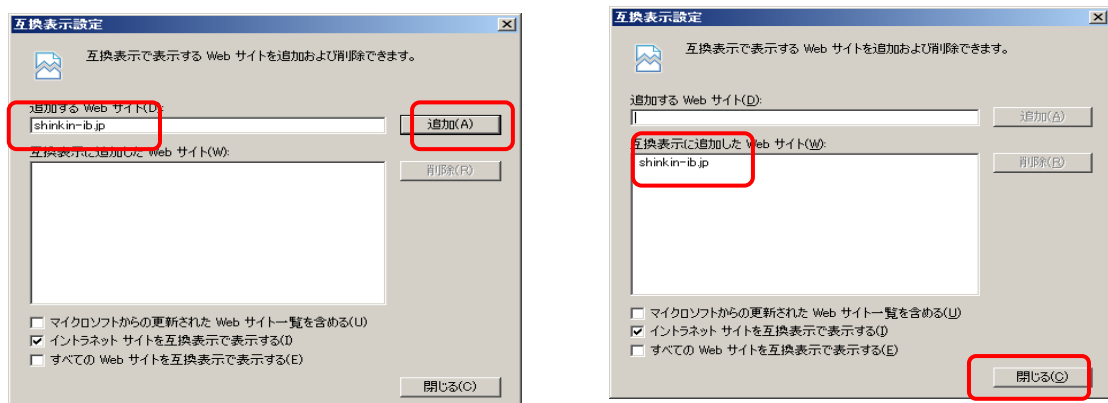 互換表示設定
互換表示で表示する Web サイトを追加および削除できます。
追加する Web サイト(D):
shinkin-ib.jp
追加(A)
互換表示に追加した Web サイト(W):
削除(R)
マイクロソフトからの更新された Web サイト一覧を含める(U)
イントラネット サイトを互換表示で表示する(I)
すべての Web サイトを互換表示で表示する(E)
閉じる(C)
互換表示設定
互換表示で表示する Web サイトを追加および削除できます。
追加する Web サイト(D):
追加(A)
互換表示に追加した Web サイト(W):
shinkin-ib.jp
削除(R)
マイクロソフトからの更新された Web サイト一覧を含める(U)
イントラネット サイトを互換表示で表示する(I)
すべての Web サイトを互換表示で表示する(E)
閉じる(C)